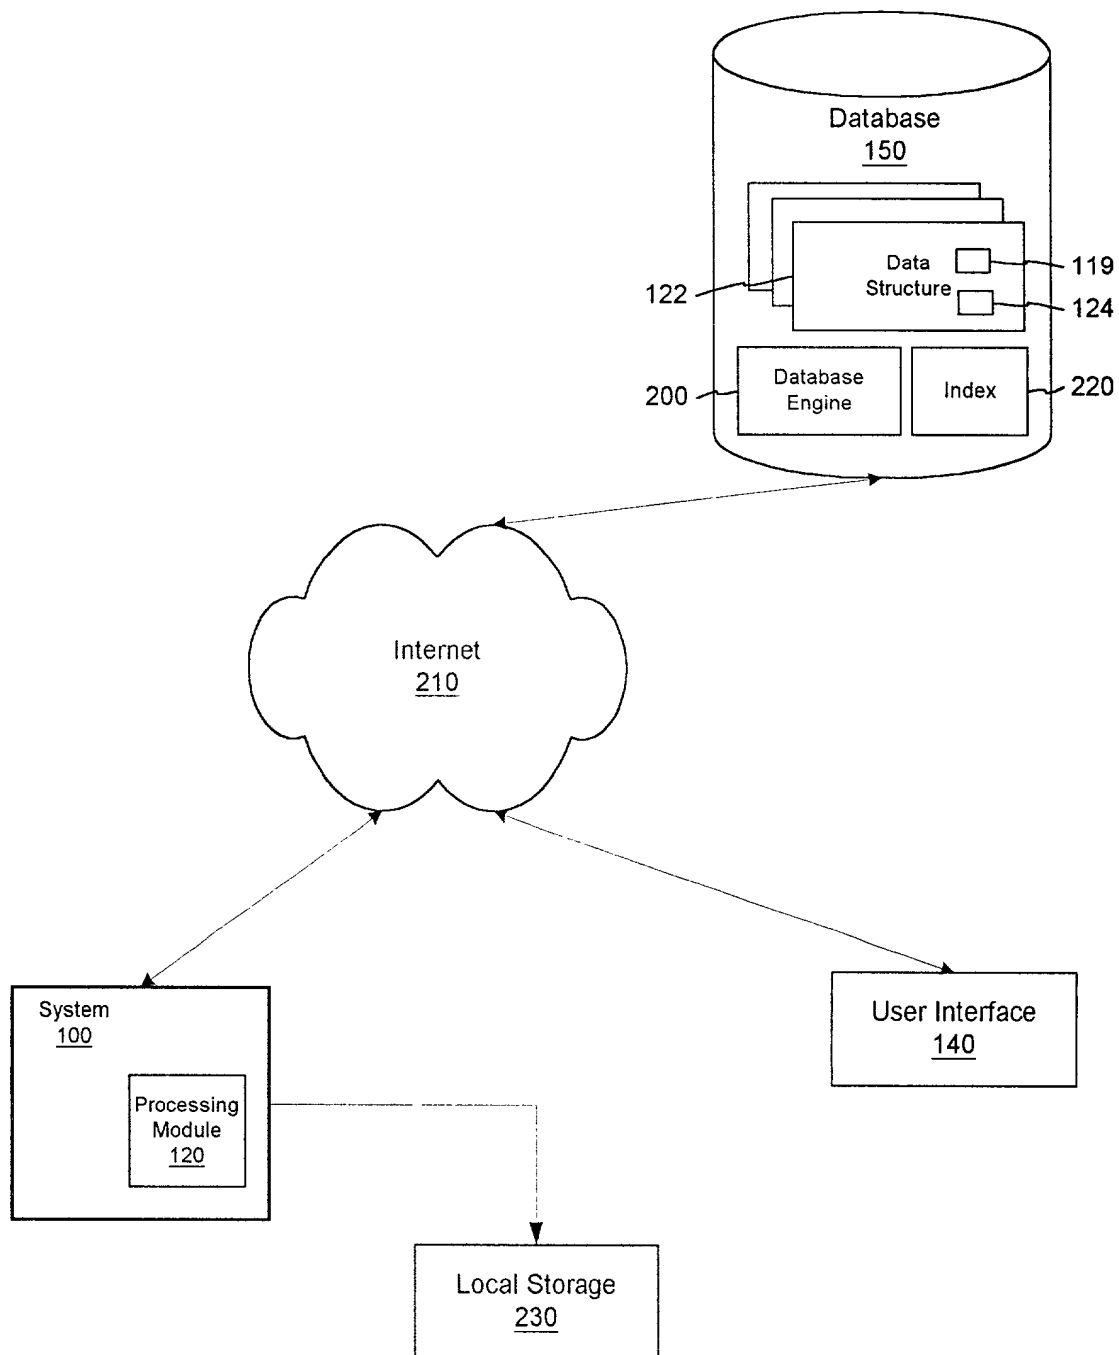 Database
150
Data
Structure
119
122
124
Database
Engine
200
Index
220
Internet
210
System
100
User Interface
140
Processing
Module
120
Local Storage
230